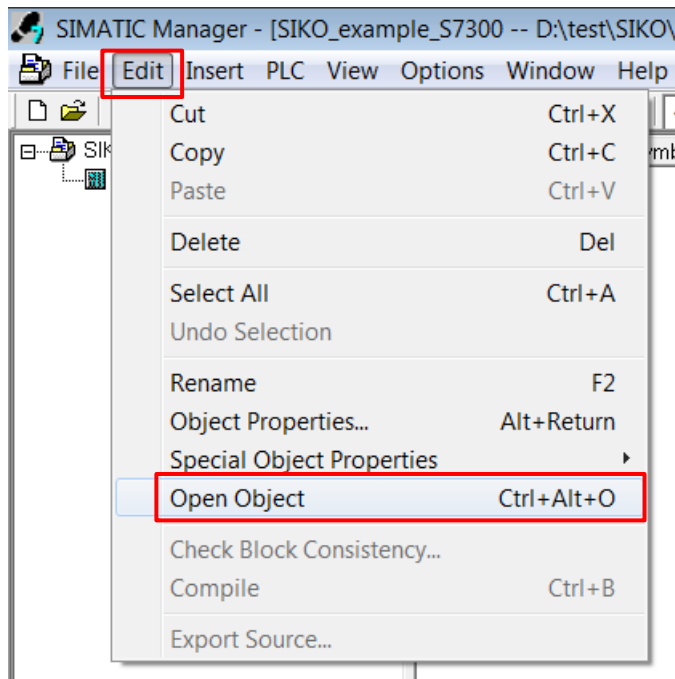 SIMATIC Manager - [SIKO_example_S7300 -- D:\test\SIKO\
File Edit Insert PLC View Options Window Help
Cut Ctrl+X
Copy Ctrl+C
Paste Ctrl+V
Delete Del
Select All Ctrl+A
Undo Selection
Rename F2
Object Properties... Alt+Return
Special Object Properties
Open Object Ctrl+Alt+O
Check Block Consistency...
Compile Ctrl+B
Export Source...